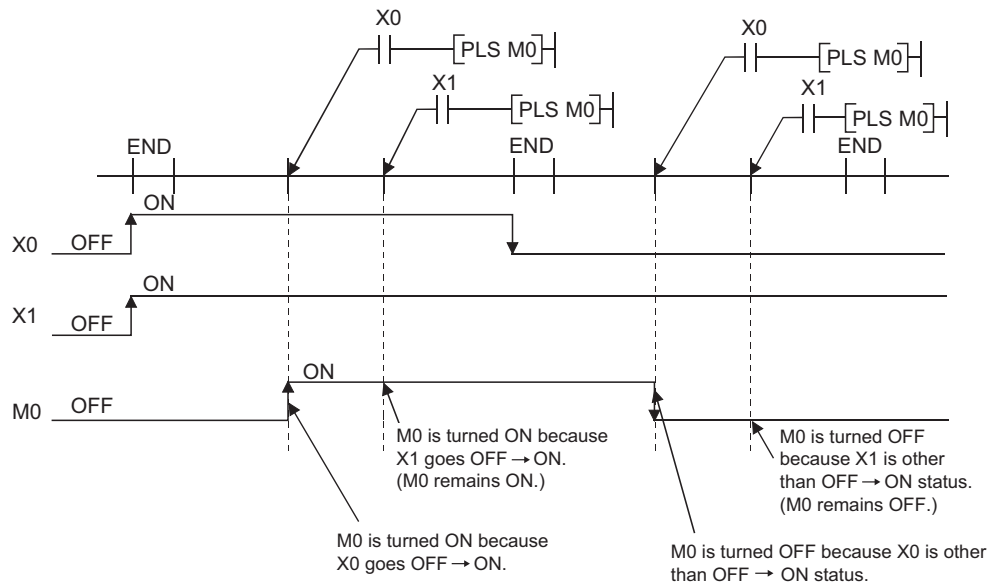 X0
[PLS M0]
X1
[PLS M0]
X0
[PLS M0]
X1
[PLS M0]
END
END
END
ON
X0 OFF
ON
X1 OFF
ON
M0 OFF
M0 is turned ON because
X1 goes OFF → ON.
(M0 remains ON.)
M0 is turned OFF
because X1 is other
than OFF → ON status.
(M0 remains OFF.)
M0 is turned ON because
X0 goes OFF → ON.
M0 is turned OFF because X0 is other
than OFF → ON status.